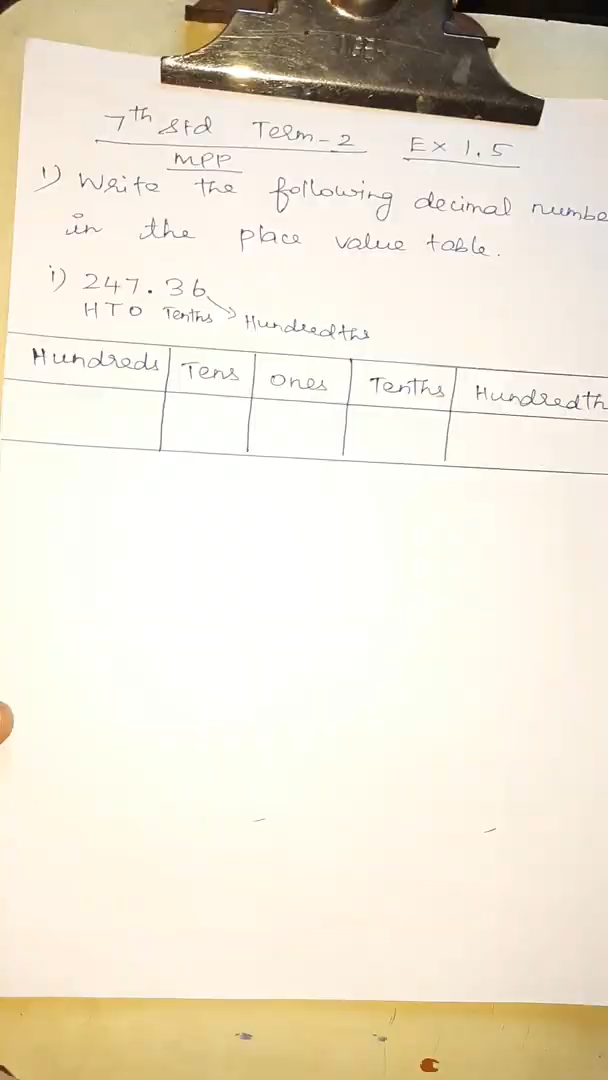 7th Std Term-2 Ex 1.5
MPP
1) Write the following decimal numbe
in the place value table.
i) 247.36
H T O Tenths Hundredths
Hundreds Tens Ones Tenths Hundredth